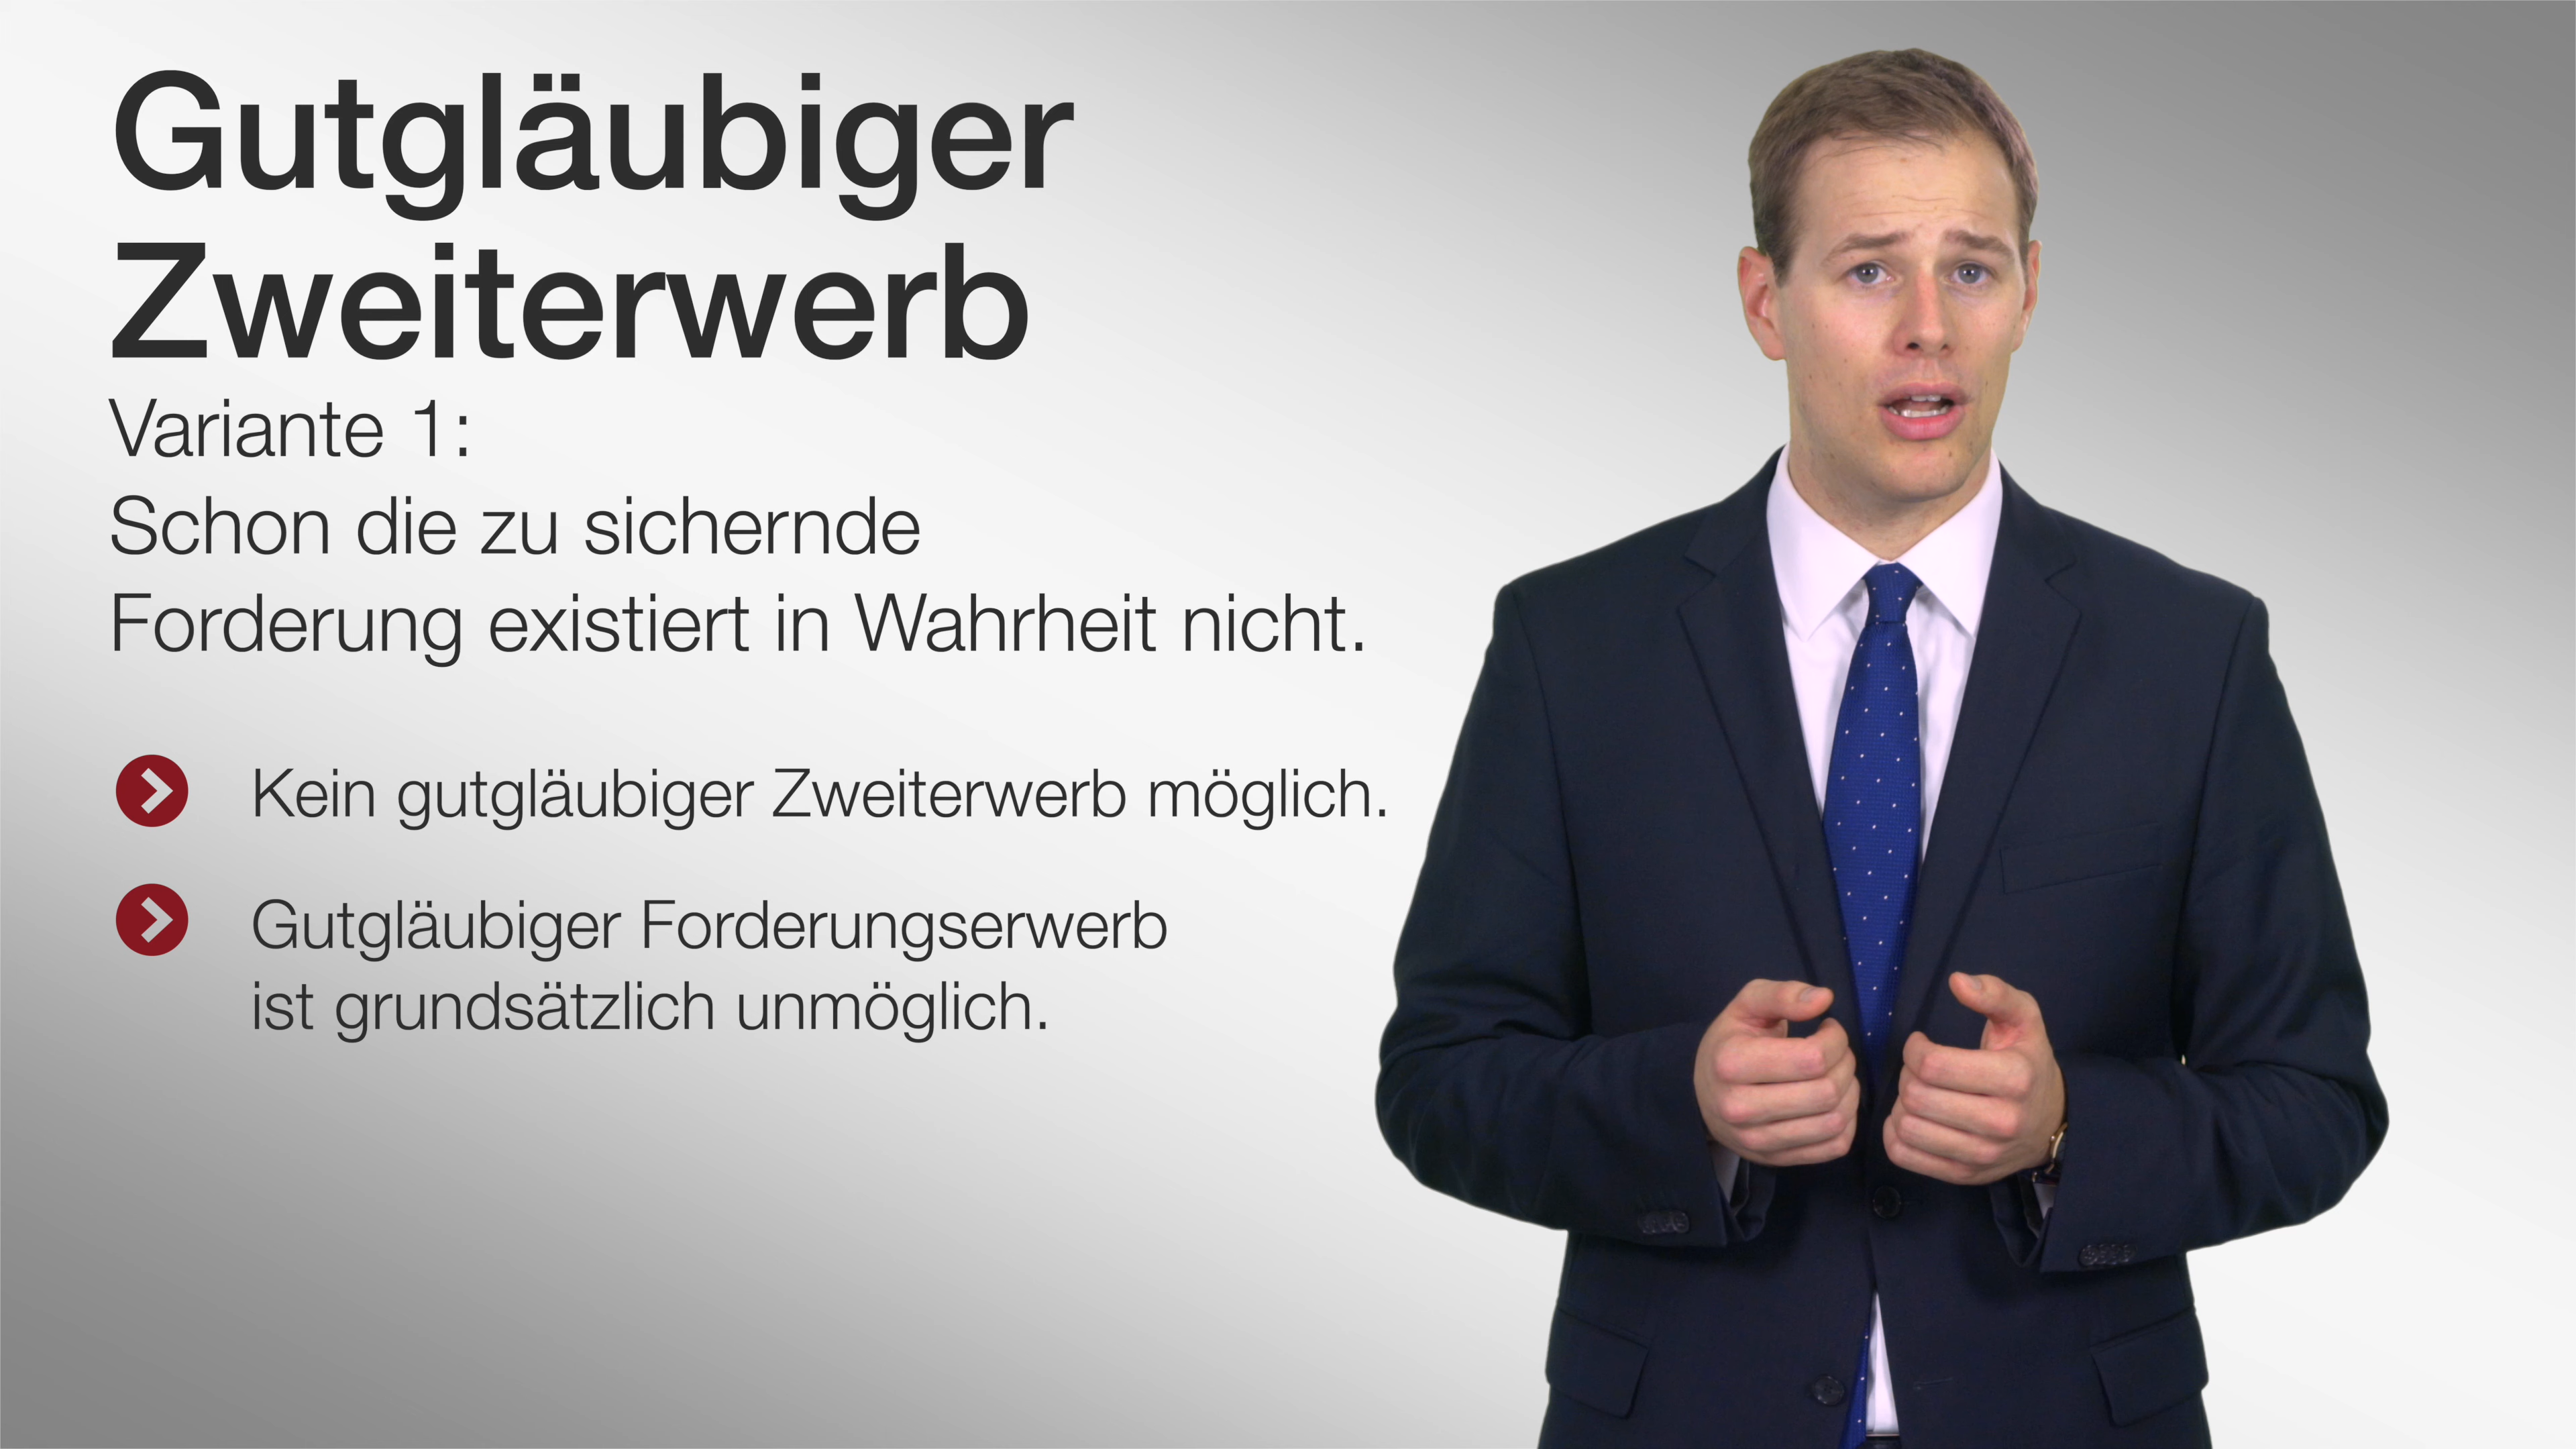 Gutgläubiger
Zweiterwerb
Variante 1:
Schon die zu sichernde
Forderung existiert in Wahrheit nicht.
Kein gutgläubiger Zweiterwerb möglich.
Gutgläubiger Forderungserwerb
ist grundsätzlich unmöglich.